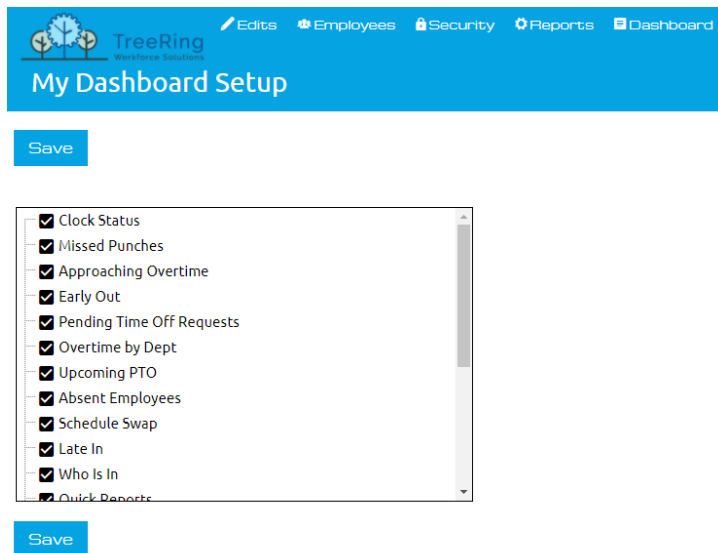 Edits Employees Security Reports Dashboard
TreeRing
Workforce Solutions
My Dashboard Setup
Save
Clock Status
Missed Punches
Approaching Overtime
Early Out
Pending Time Off Requests
Overtime by Dept
Upcoming PTO
Absent Employees
Schedule Swap
Late In
Who Is In
Quick Reports
Save